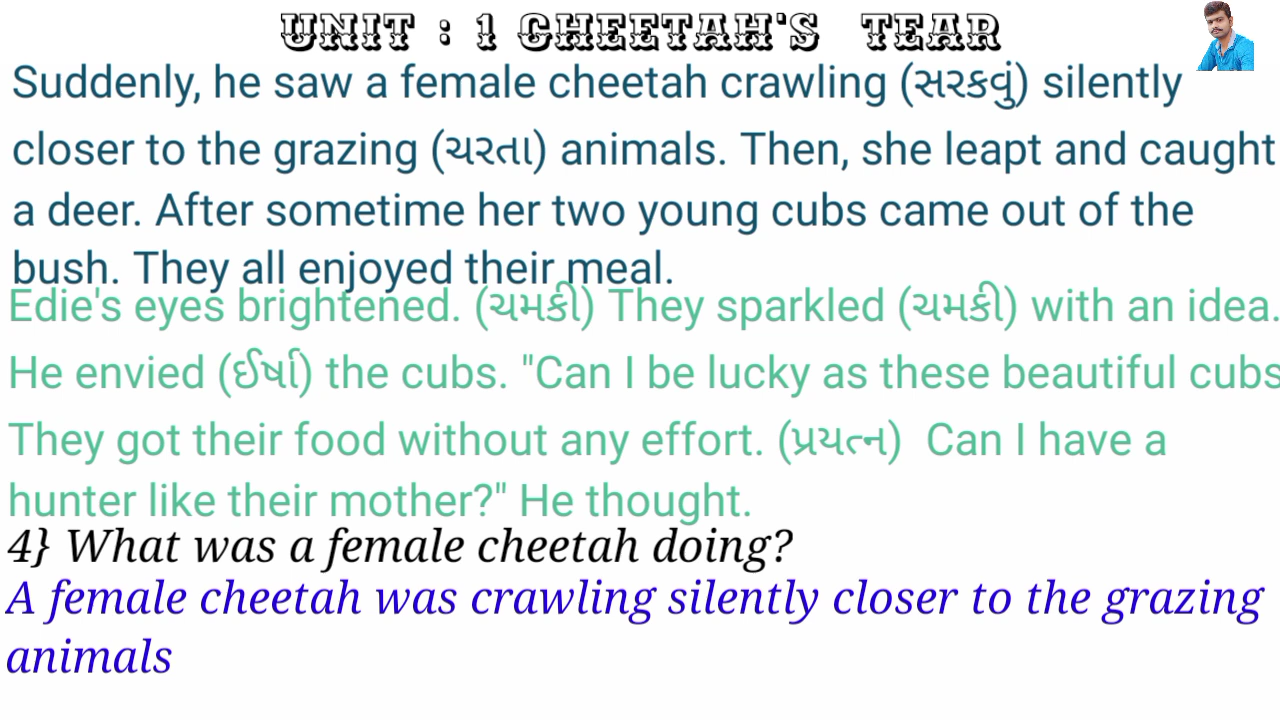 UNIT : 1 CHEETAH'S TEAR
Suddenly, he saw a female cheetah crawling (સરકવું) silently
closer to the grazing (ચરતા) animals. Then, she leapt and caught
a deer. After sometime her two young cubs came out of the
bush. They all enjoyed their meal.
Edie's eyes brightened. (ચમકી) They sparkled (ચમકી) with an idea.
He envied (ઈર્ષા) the cubs. "Can I be lucky as these beautiful cubs
They got their food without any effort. (પ્રયત્ન) Can I have a
hunter like their mother?" He thought.
4} What was a female cheetah doing?
A female cheetah was crawling silently closer to the grazing
animals